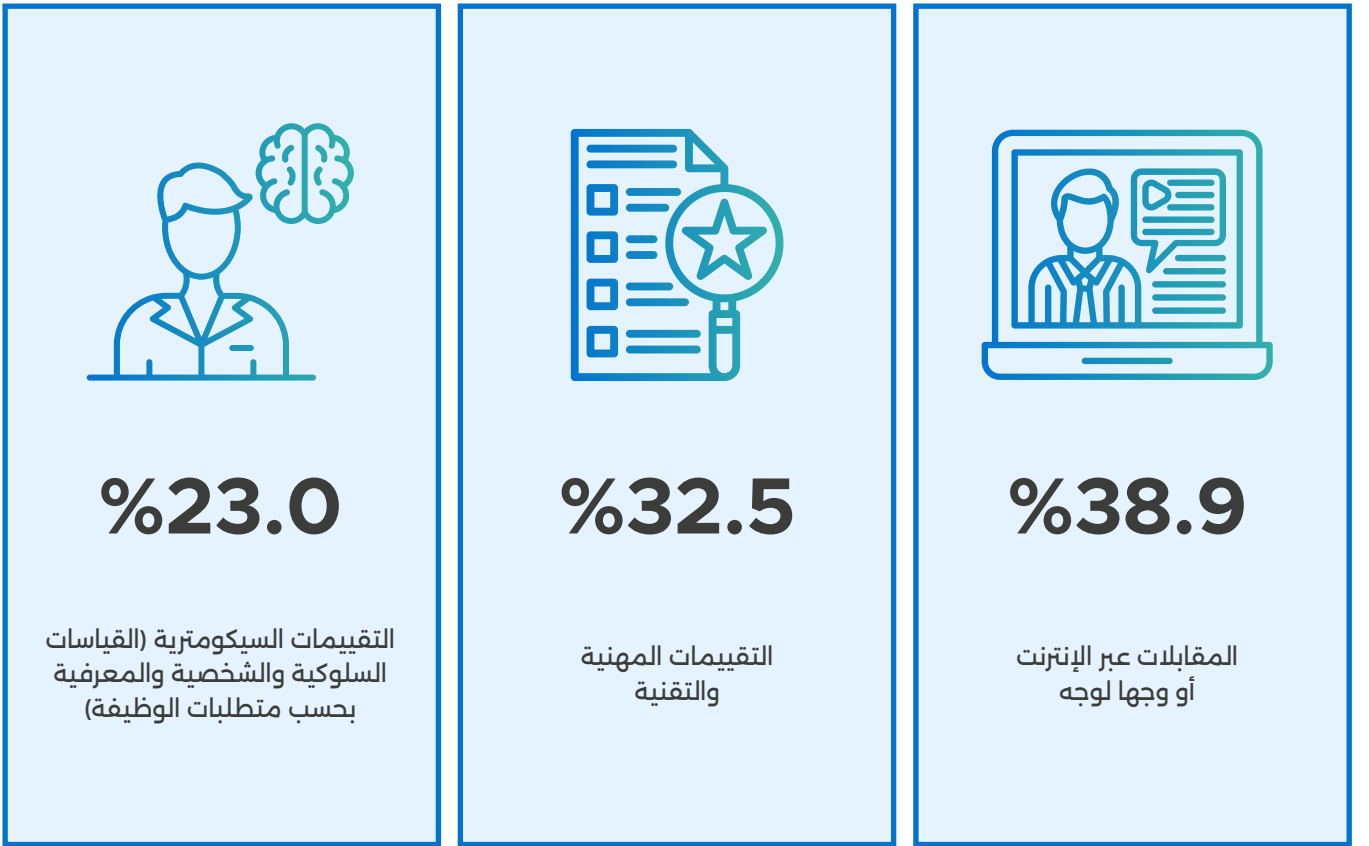 %38.9
المقابلات عبر الإنترنت
أو وجها لوجه
%32.5
التقييمات المهنية
والتقنية
%23.0
التقييمات السيكومترية (القياسات
السلوكية والشخصية والمعرفية
بحسب متطلبات الوظيفة)